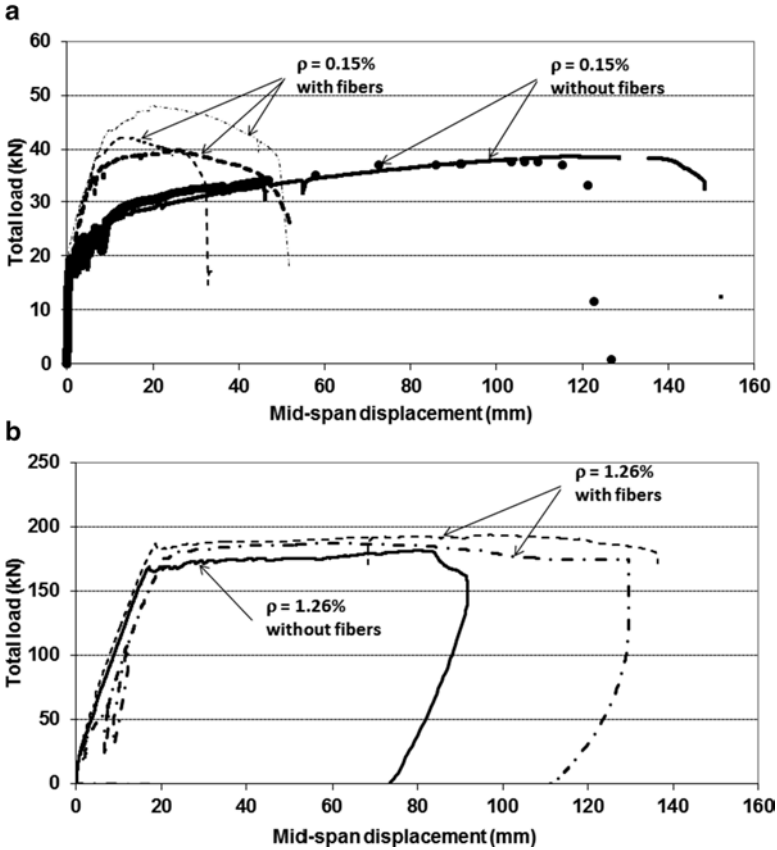 a
60
50
40
30
20
10
0
Total load (kN)
ρ = 0.15%
with fibers
ρ = 0.15%
without fibers
0 20 40 60 80 100 120 140 160
Mid-span displacement (mm)
b
250
200
150
100
50
0
Total load (kN)
ρ = 1.26%
with fibers
ρ = 1.26%
without fibers
0 20 40 60 80 100 120 140 160
Mid-span displacement (mm)